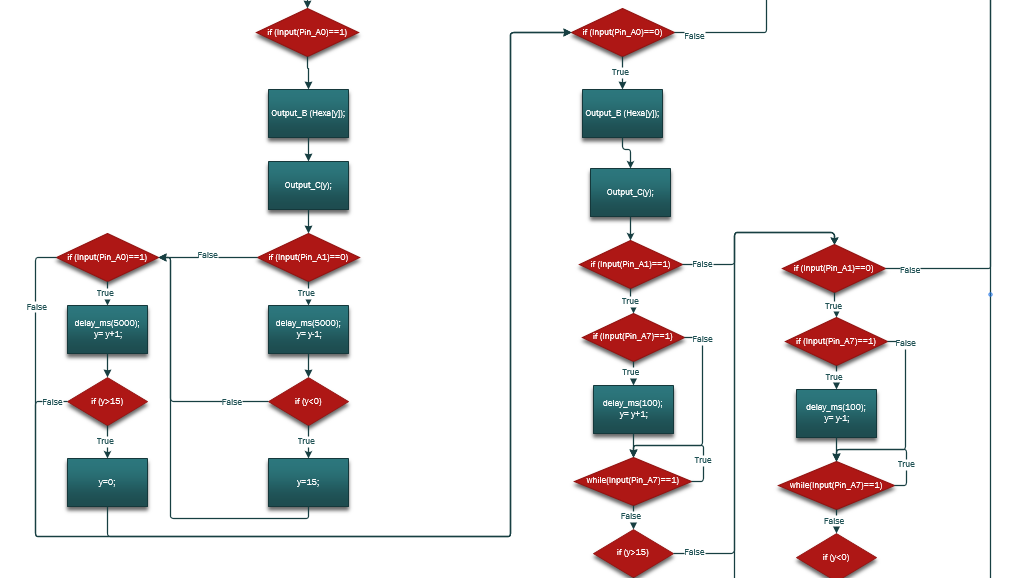 if (Input(Pin_A0)==1)
Output_B (Hexa[y]);
Output_C(y);
if (Input(Pin_A1)==0)
False
if (Input(Pin_A0)==1)
True
True
False
delay_ms(5000);
y= y+1;
delay_ms(5000);
y= y-1;
if (y>15)
False
if (y<0)
False
True
True
y=0;
y=15;
if (Input(Pin_A0)==0)
False
True
Output_B (Hexa[y]);
Output_C(y);
if (Input(Pin_A1)==1)
False
True
if (Input(Pin_A7)==1)
False
True
delay_ms(100);
y= y+1;
True
while(Input(Pin_A7)==1)
False
if (y>15)
False
if (Input(Pin_A1)==0)
False
True
if (Input(Pin_A7)==1)
False
True
delay_ms(100);
y= y-1;
True
while(Input(Pin_A7)==1)
False
if (y<0)